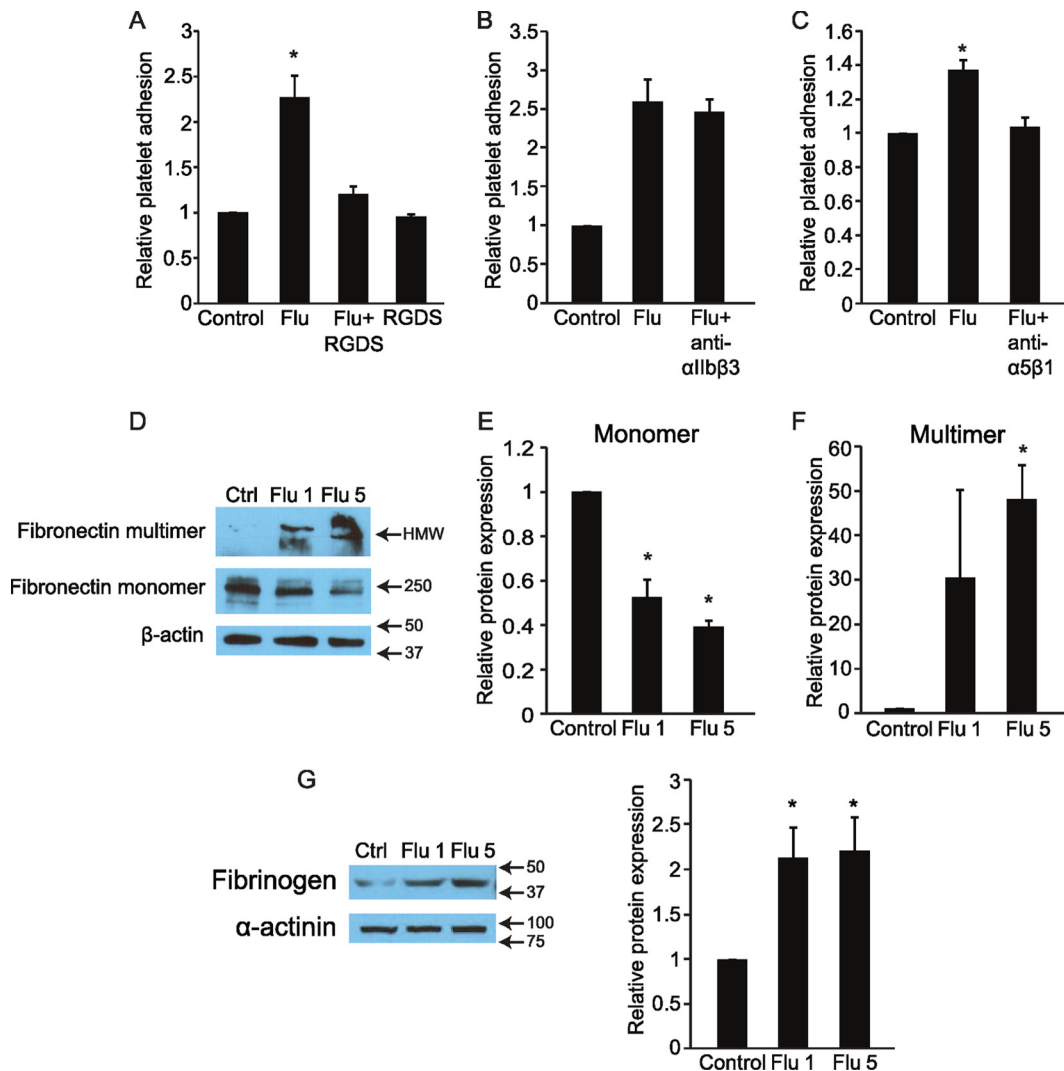 A
Relative platelet adhesion
3
2.5
2
1.5
1
0.5
0
*
Control Flu Flu+ RGDS
RGDS
B
Relative platelet adhesion
3.5
3
2.5
2
1.5
1
0.5
0
Control Flu Flu+
anti-
αIIbβ3
C
Relative platelet adhesion
1.6
1.4
1.2
1
0.8
0.6
0.4
0.2
0
*
Control Flu Flu+
anti-
α5β1
D
Ctrl Flu 1 Flu 5
Fibronectin multimer
HMW
Fibronectin monomer
250
β-actin
50
37
E
Monomer
Relative protein expression
1.2
1
0.8
0.6
0.4
0.2
0
*
*
Control Flu 1 Flu 5
F
Multimer
Relative protein expression
60
50
40
30
20
10
0
*
Control Flu 1 Flu 5
G
Ctrl Flu 1 Flu 5
Fibrinogen
50
37
α-actinin
100
75
Relative protein expression
3
2.5
2
1.5
1
0.5
0
*
*
Control Flu 1 Flu 5